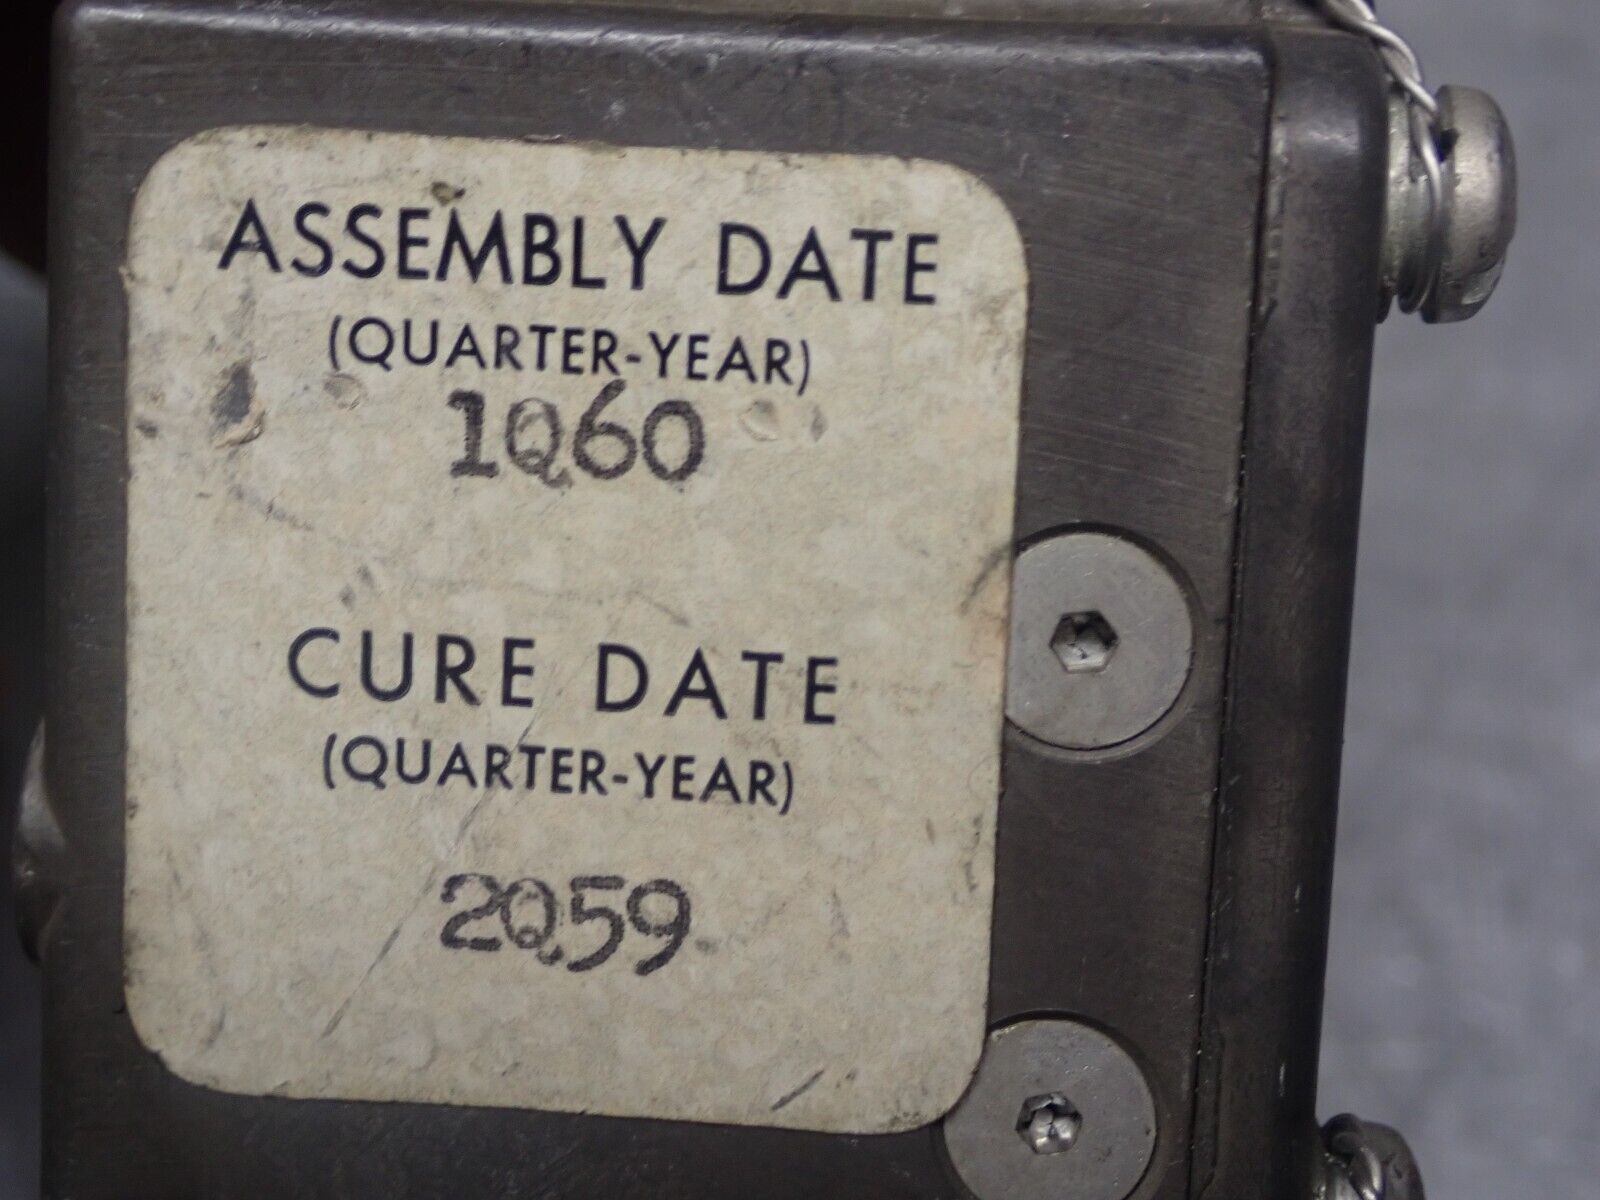 ASSEMBLY DATE
(QUARTER-YEAR)
1Q60
CURE DATE
(QUARTER-YEAR)
2Q59